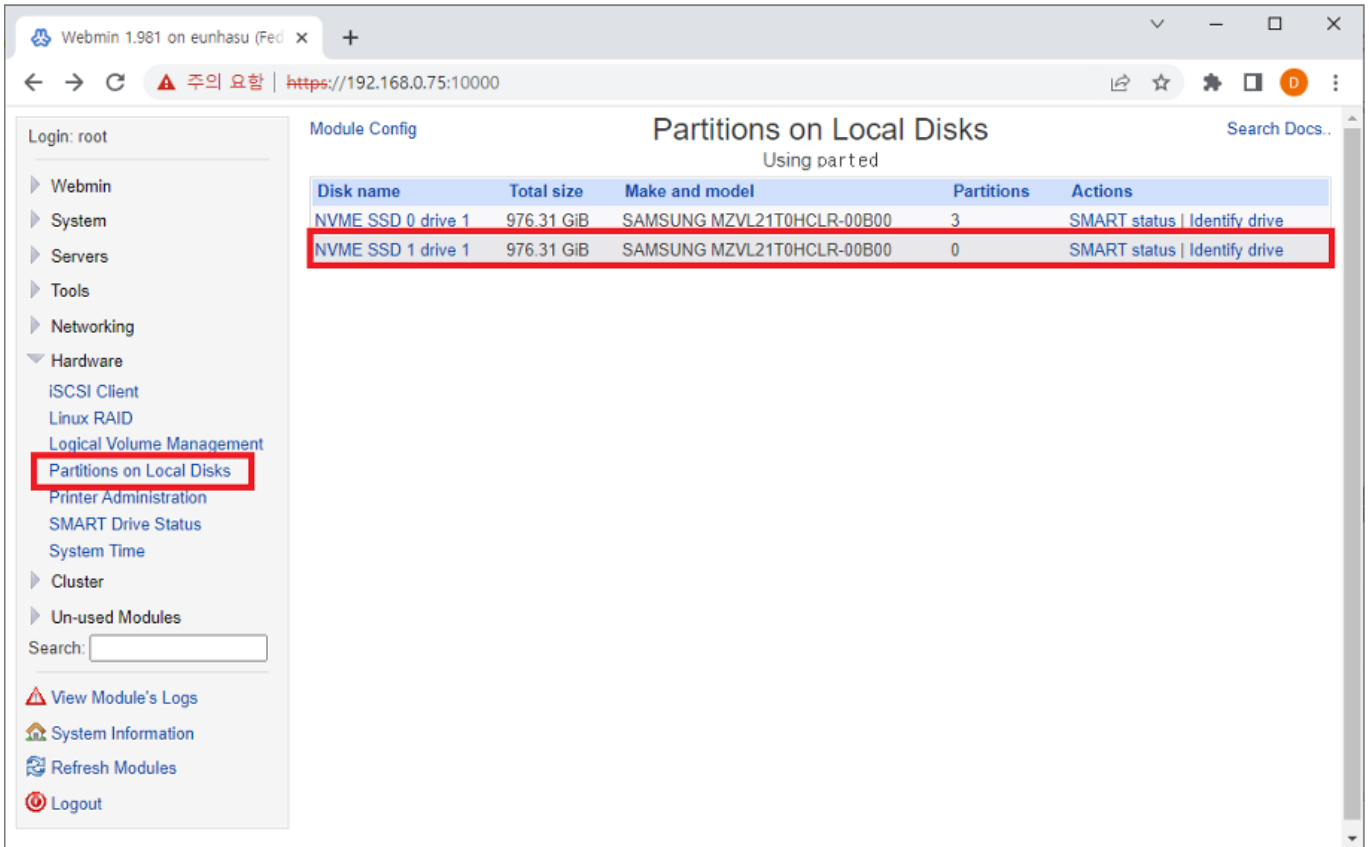 Webmin 1.981 on eunhasu (Fed
주의 요함 https://192.168.0.75:10000
D
Login: root
Webmin
System
Servers
Tools
Networking
Hardware
iSCSI Client
Linux RAID
Logical Volume Management
Partitions on Local Disks
Printer Administration
SMART Drive Status
System Time
Cluster
Un-used Modules
Search:
View Module's Logs
System Information
Refresh Modules
Logout
Module Config
Partitions on Local Disks
Search Docs..
Using parted
Disk name Total size Make and model Partitions Actions
NVME SSD 0 drive 1 976.31 GiB SAMSUNG MZVL21T0HCLR-00B00 3 SMART status | Identify drive
NVME SSD 1 drive 1 976.31 GiB SAMSUNG MZVL21T0HCLR-00B00 0 SMART status | Identify drive